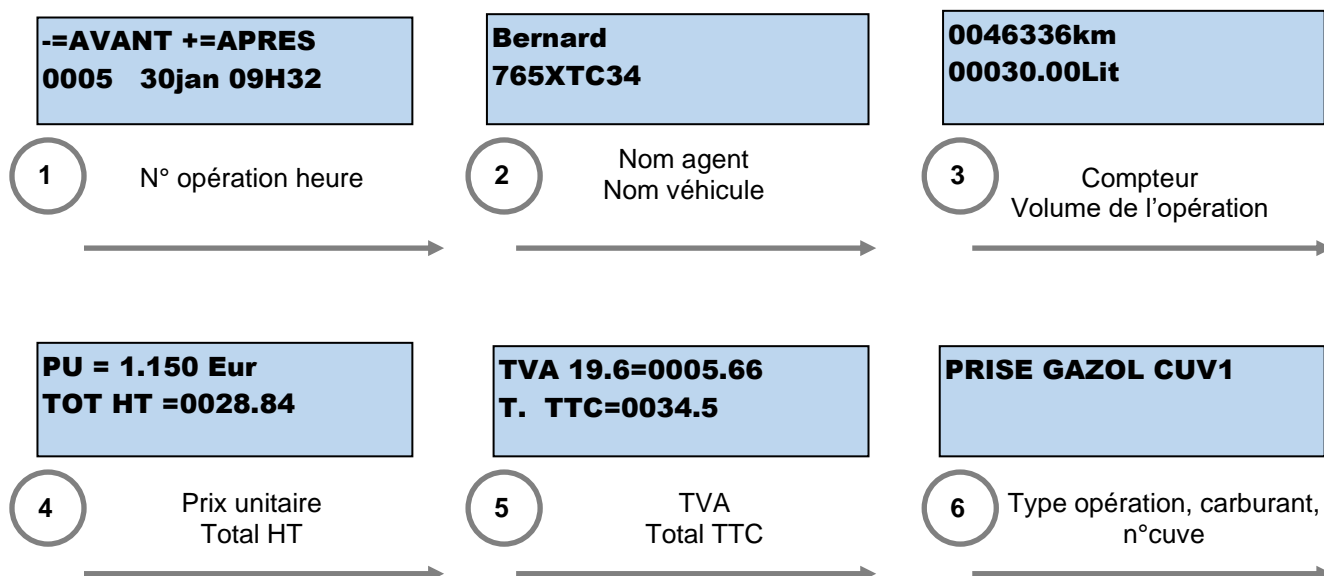 -=AVANT +=APRES
0005 30jan 09H32
1
N° opération heure
Bernard
765XTC34
2
Nom agent
Nom véhicule
0046336km
00030.00Lit
3
Compteur
Volume de l'opération
PU = 1.150 Eur
TOT HT =0028.84
4
Prix unitaire
Total HT
TVA 19.6=0005.66
T. TTC=0034.5
5
TVA
Total TTC
PRISE GAZOL CUV1
6
Type opération, carburant,
n°cuve